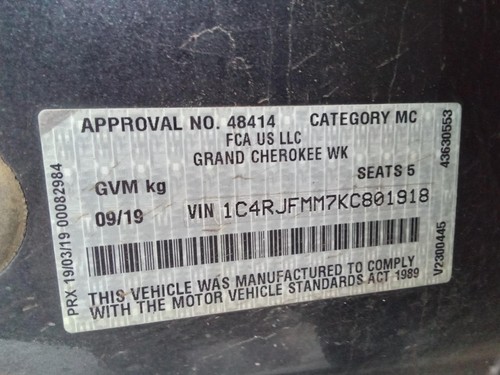 APPROVAL NO. 48414 CATEGORY MC
FCA US LLC
GRAND CHEROKEE WK
GVM kg SEATS 5
09/19 VIN 1C4RJFMM7KC801918
THIS VEHICLE WAS MANUFACTURED TO COMPLY
WITH THE MOTOR VEHICLE STANDARDS ACT 1989
PRX 19/03/19 00082984
43630553
V2300445